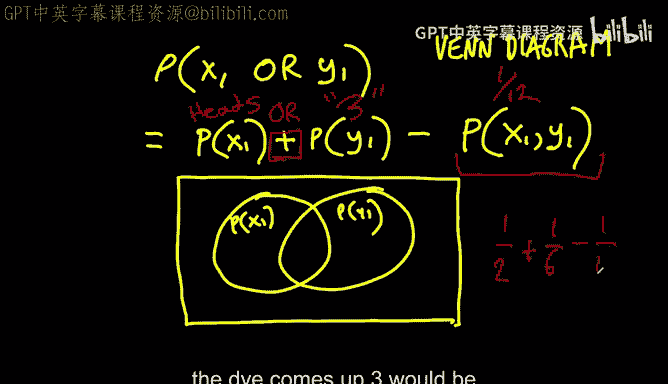 GPT中英字幕课程资源@bilibili.com
GPT中英字幕课程资源 bilibili
VENN DIAGRAM
P(x₁ OR y₁)
Heads OR "3" 1/12
= P(x₁) + P(y₁) - P(x₁, y₁)
P(x₁) P(y₁)
1/2 + 1/6 - 1/1
the dye comes up 3 would be